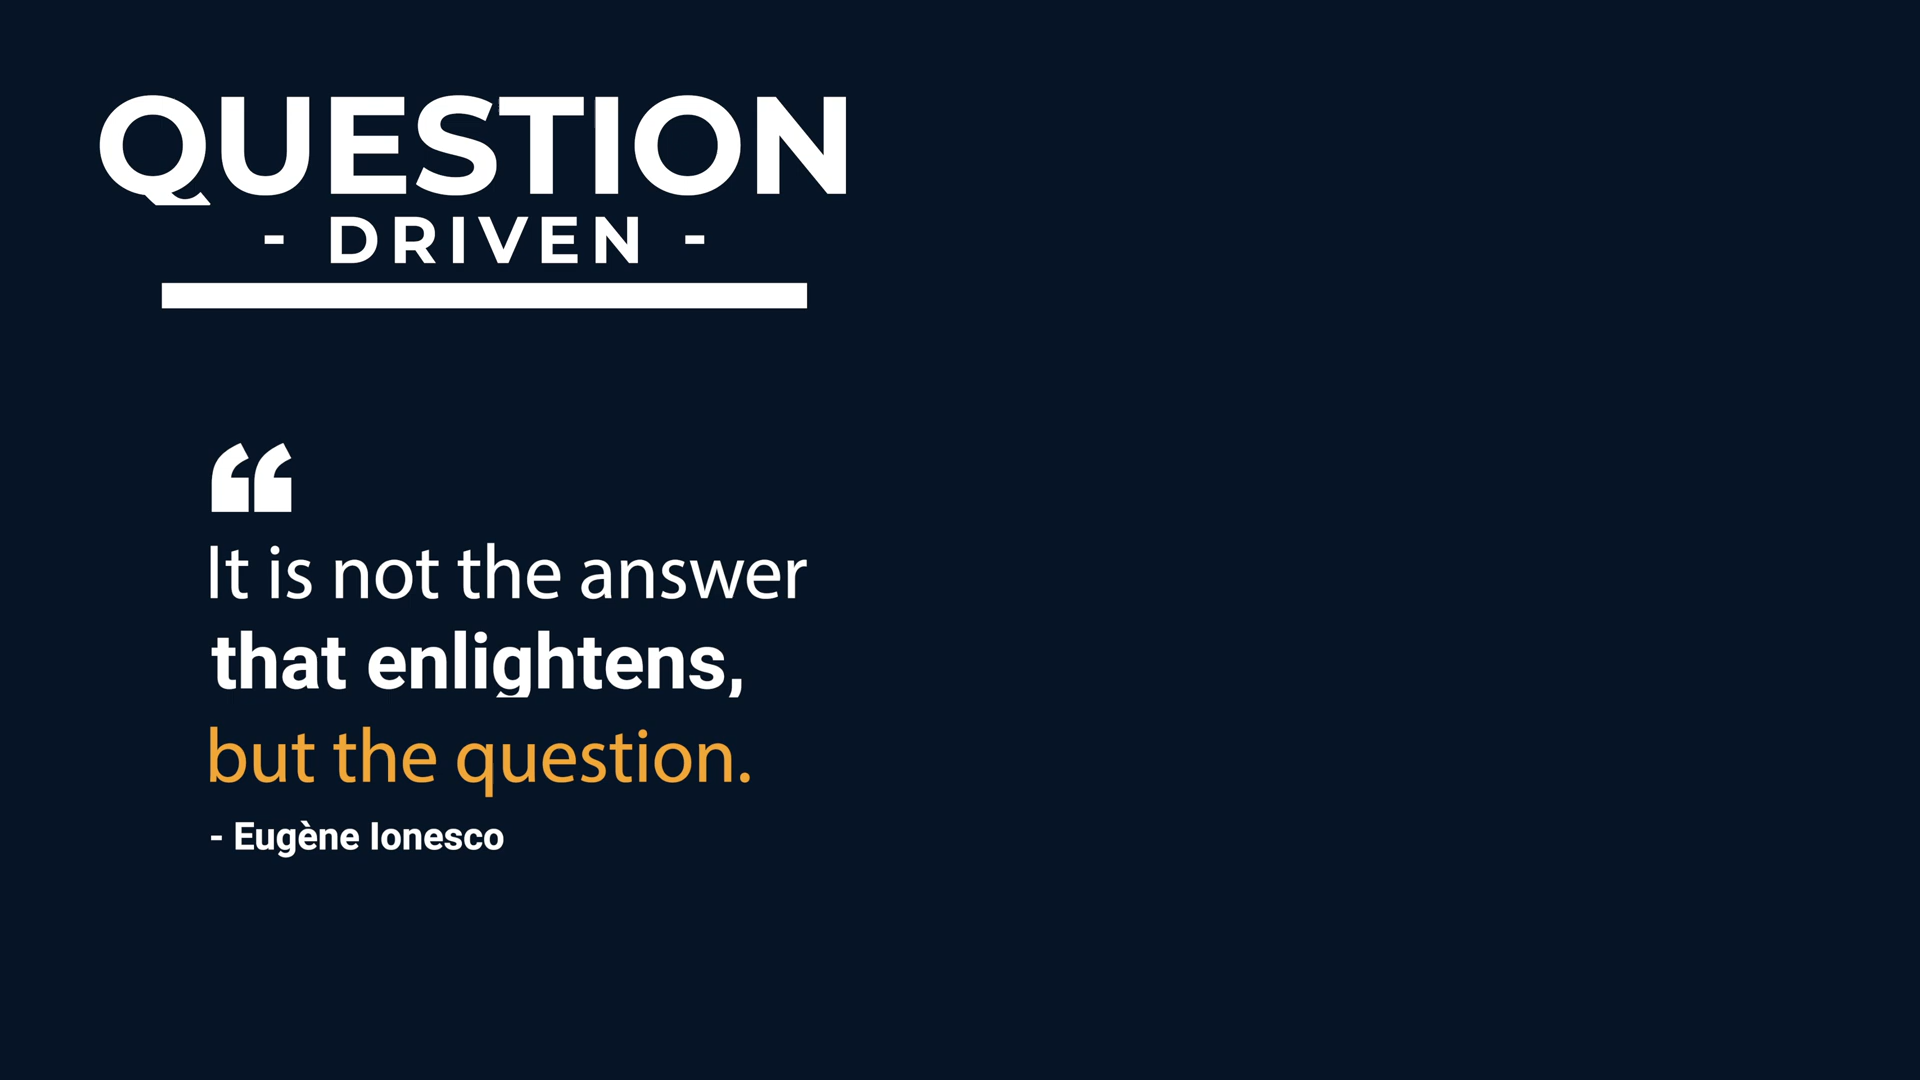 QUESTION
- DRIVEN -
“
It is not the answer
that enlightens,
but the question.
- Eugène Ionesco